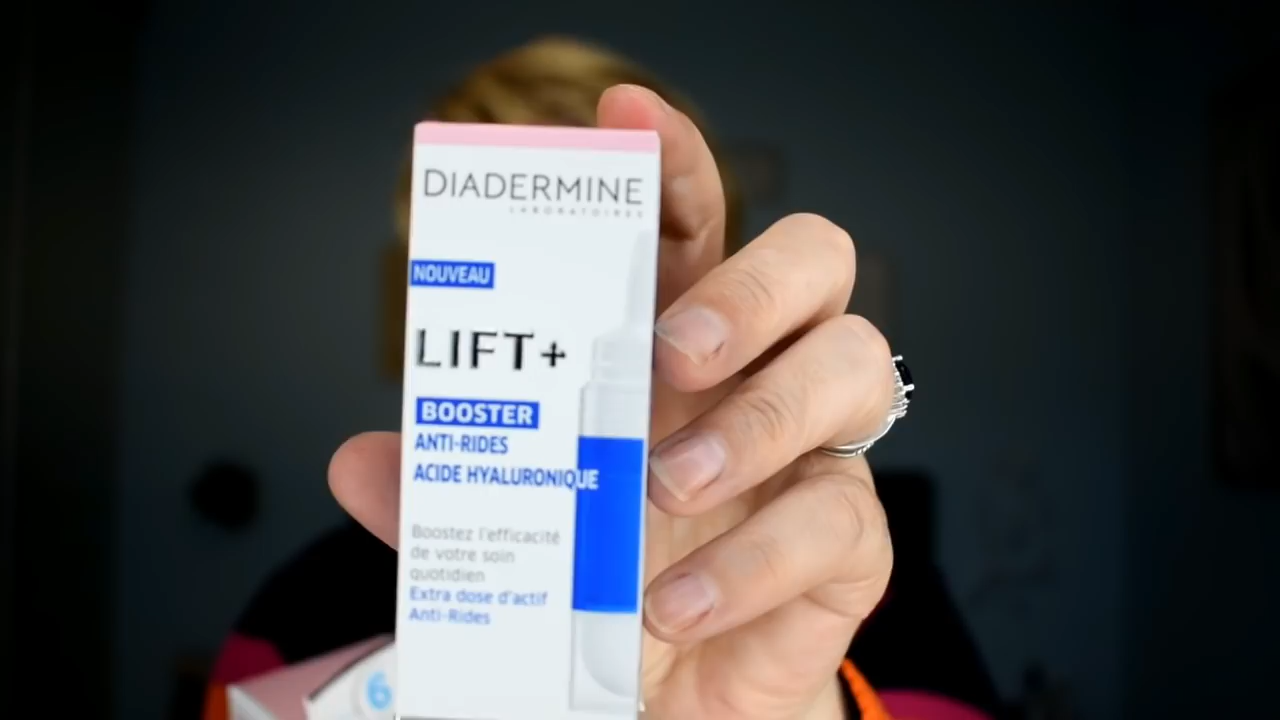 DIADERMINE
LABORATOIRES
NOUVEAU
LIFT+
BOOSTER
ANTI-RIDES
ACIDE HYALURONIQUE
Boostez l'efficacité
de votre soin
quotidien
Extra dose d'actif
Anti-Rides
6